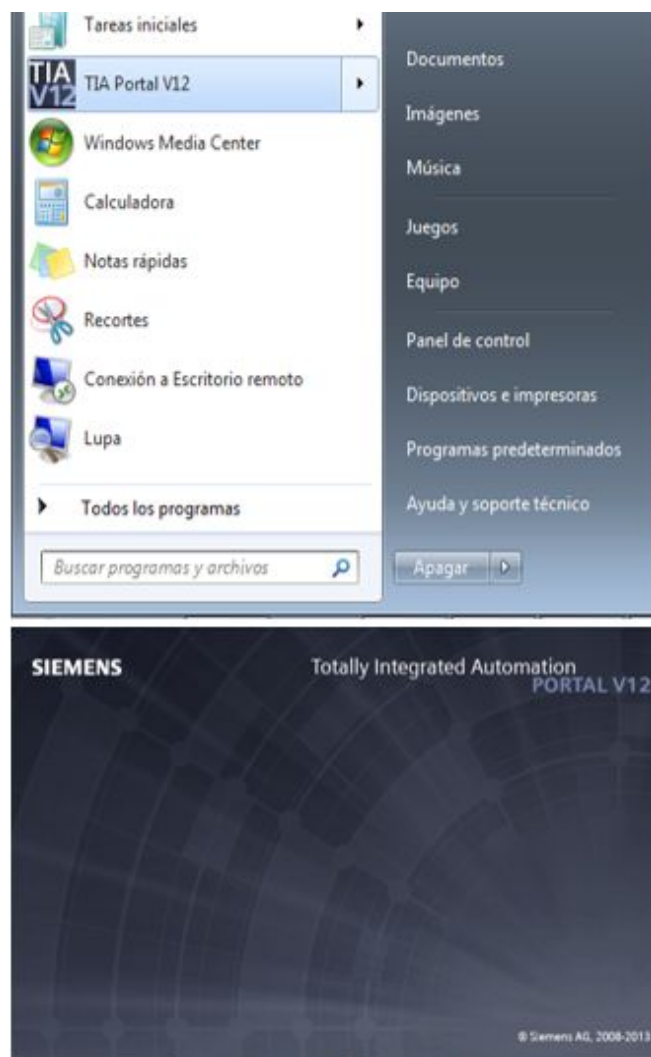 Tareas iniciales
TIA
V12
TIA Portal V12
Windows Media Center
Calculadora
Notas rápidas
Recortes
Conexión a Escritorio remoto
Lupa
Todos los programas
Buscar programas y archivos
Documentos
Imágenes
Música
Juegos
Equipo
Panel de control
Dispositivos e impresoras
Programas predeterminados
Ayuda y soporte técnico
Apagar
SIEMENS
Totally Integrated Automation
PORTAL V12
© Siemens AG, 2008-2013